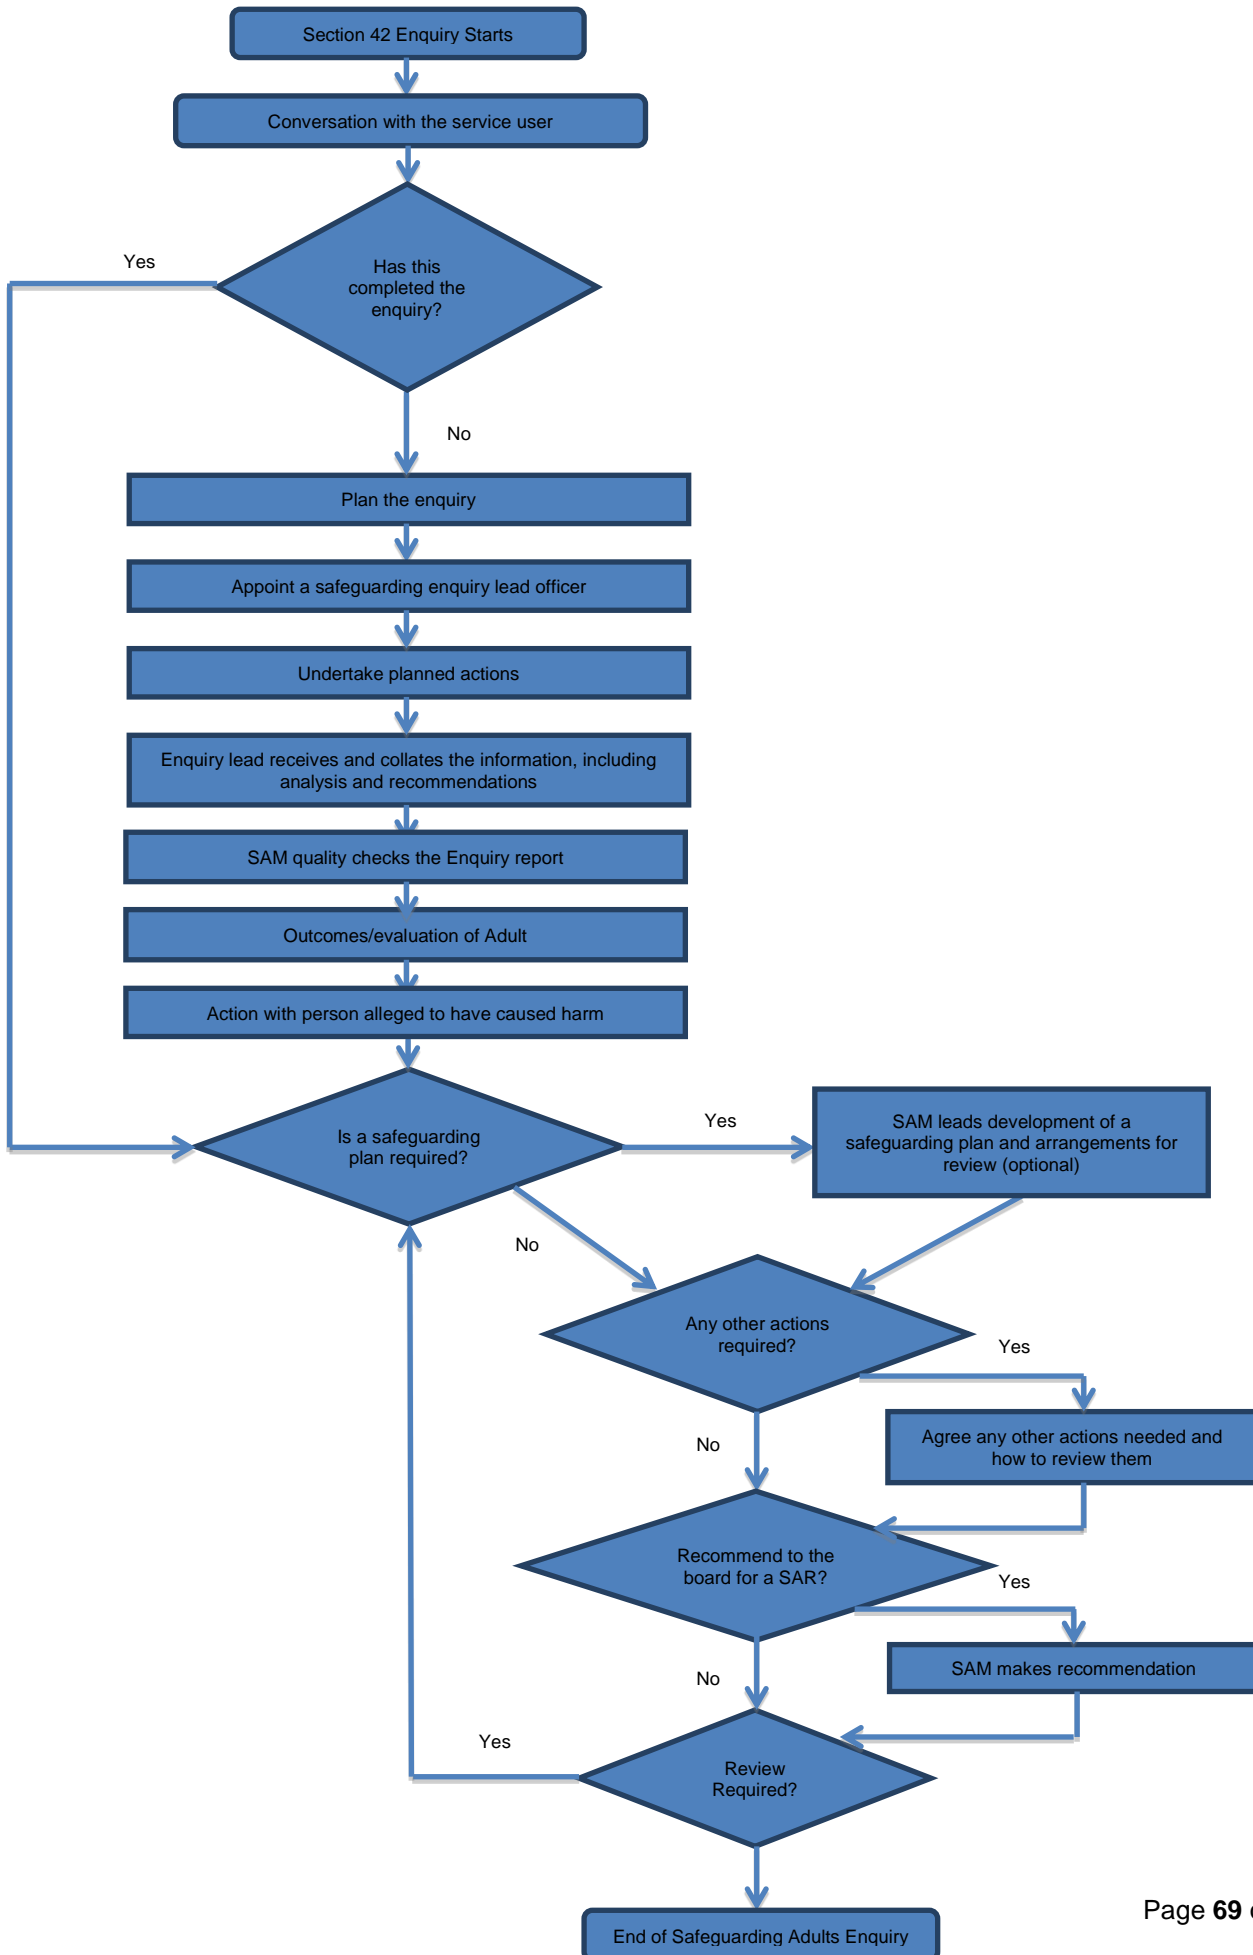 Section 42 Enquiry Starts
Conversation with the service user
Yes
Has this
completed the
enquiry?
No
Plan the enquiry
Appoint a safeguarding enquiry lead officer
Undertake planned actions
Enquiry lead receives and collates the information, including
analysis and recommendations
SAM quality checks the Enquiry report
Outcomes/evaluation of Adult
Action with person alleged to have caused harm
Is a safeguarding
plan required?
Yes
SAM leads development of a
safeguarding plan and arrangements for
review (optional)
No
Any other actions
required?
Yes
No
Agree any other actions needed and
how to review them
Recommend to the
board for a SAR?
Yes
No
SAM makes recommendation
Yes
Review
Required?
Page 69
End of Safeguarding Adults Enquiry